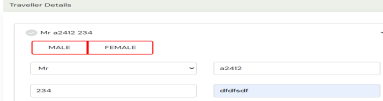 Traveller Details
Mr a2412 234
MALE FEMALE
Mr a2412
234 dfdfsdf